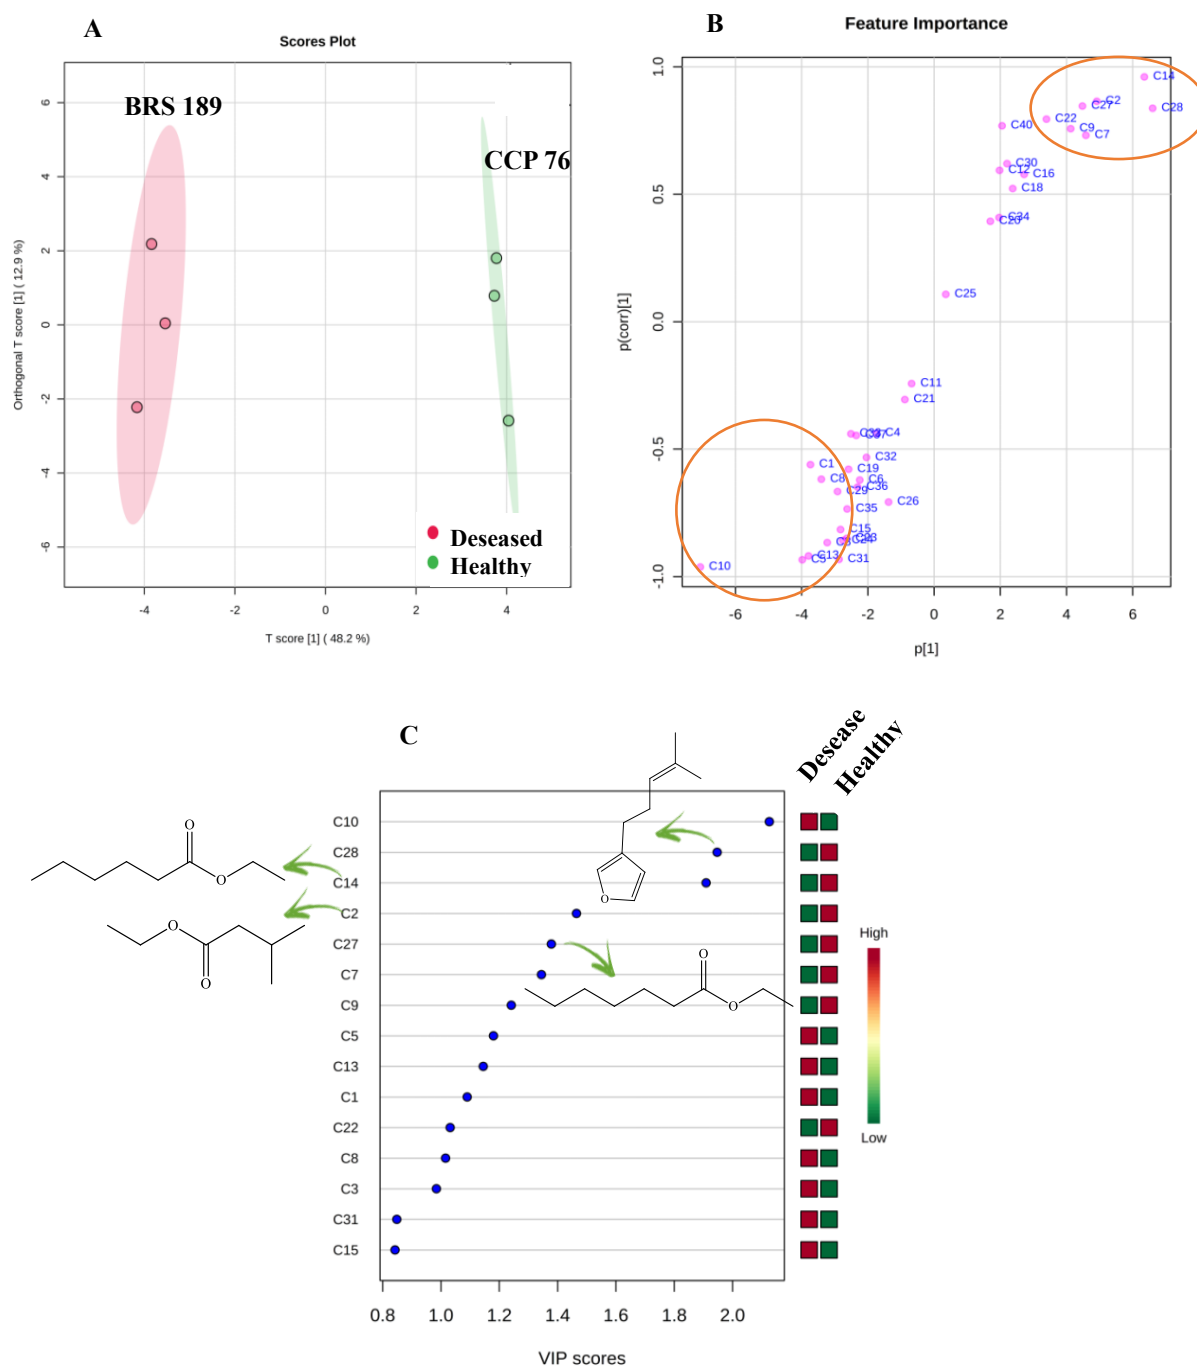 A
Scores Plot
BRS 189
CCP 76
Orthogonal T score [1] ( 12.9 %)
6
4
2
0
-2
-4
-6
Deseased
Healthy
-4
-2
0
2
4
T score [1] ( 48.2 %)
B
Feature Importance
p(corr)[1]
1.0
0.5
0.0
-0.5
-1.0
C14
C2
C27
C28
C22
C9
C7
C40
C30
C12
C16
C18
C34
C20
C25
C11
C21
C4
C1
C32
C19
C8
C6
C36
C29
C26
C35
C15
C23
C24
C3
C13
C5
C31
C10
-6
-4
-2
0
2
4
6
p[1]
C
Desease
Healthy
C10
C28
C14
C2
C27
C7
C9
C5
C13
C1
C22
C8
C3
C31
C15
O
O
O
O
O
O
O
High
Low
0.8
1.0
1.2
1.4
1.6
1.8
2.0
VIP scores